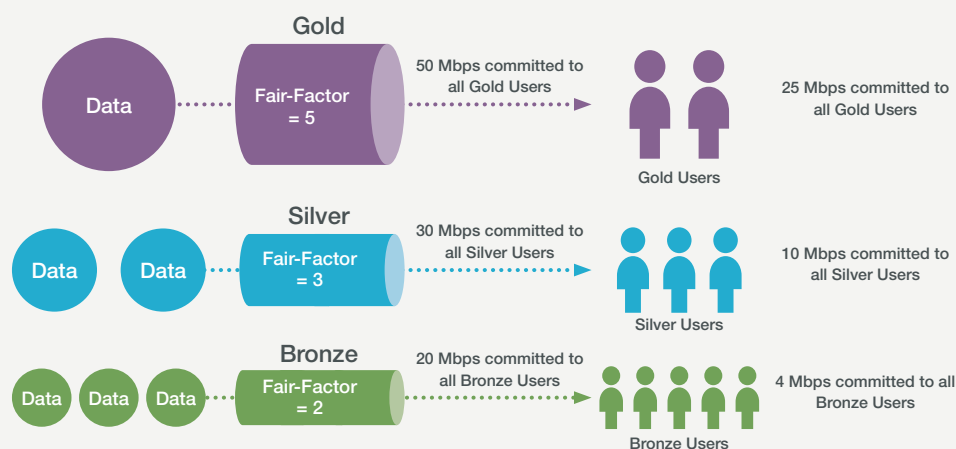 Gold
Data
Fair-Factor
= 5
50 Mbps committed to
all Gold Users
Gold Users
25 Mbps committed to
all Gold Users
Silver
Data
Data
Fair-Factor
= 3
30 Mbps committed to
all Silver Users
Silver Users
10 Mbps committed to
all Silver Users
Bronze
Data
Data
Data
Fair-Factor
= 2
20 Mbps committed to
all Bronze Users
Bronze Users
4 Mbps committed to all
Bronze Users